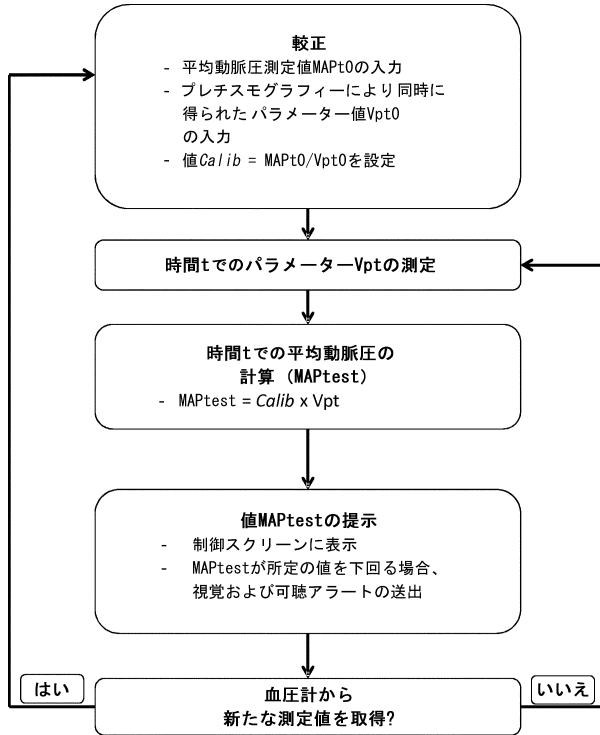 較正
- 平均動脈圧測定値MAPt0の入力
- プレチスモグラフィーにより同時に
得られたパラメーター値Vpt0
の入力
- 値Calib = MAPt0/Vpt0を設定
時間tでのパラメーターVptの測定
時間tでの平均動脈圧の
計算（MAPtest）
- MAPtest = Calib x Vpt
値MAPtestの提示
- 制御スクリーンに表示
- MAPtestが所定の値を下回る場合、
視覚および可聴アラートの送出
はい
血圧計から
新たな測定値を取得?
いいえ